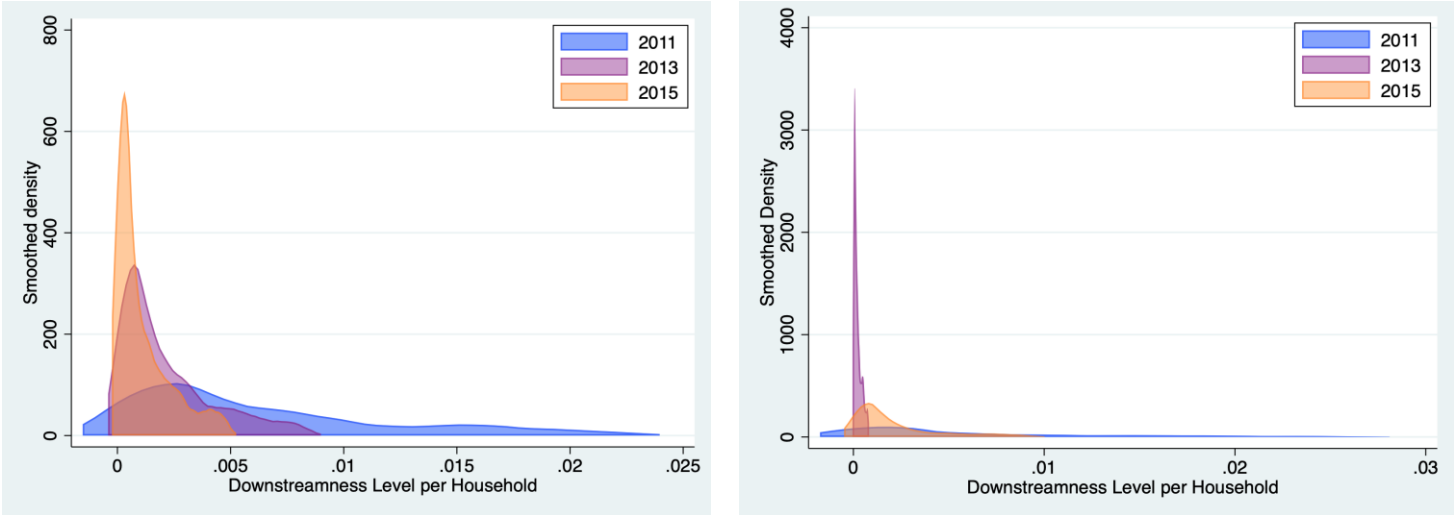 800
600
400
200
0
Smoothed density
2011
2013
2015
0 .005 .01 .015 .02 .025
Downstreamness Level per Household
4000
3000
2000
1000
0
Smoothed Density
2011
2013
2015
0 .01 .02 .03
Downstreamness Level per Household